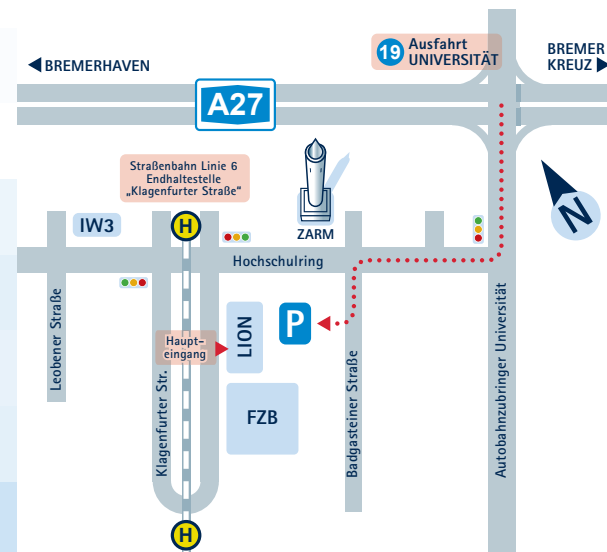 19 Ausfahrt
UNIVERSITÄT
BREMERHAVEN
BREMER
KREUZ
A27
Straßenbahn Linie 6
Endhaltestelle
„Klagenfurter Straße“
IW3
H
ZARM
N
Hochschulring
P
LION
Haupt-
eingang
FZB
Leobener Straße
Klagenfurter Str.
Badgasteiner Straße
Autobahnzubringer Universität
H